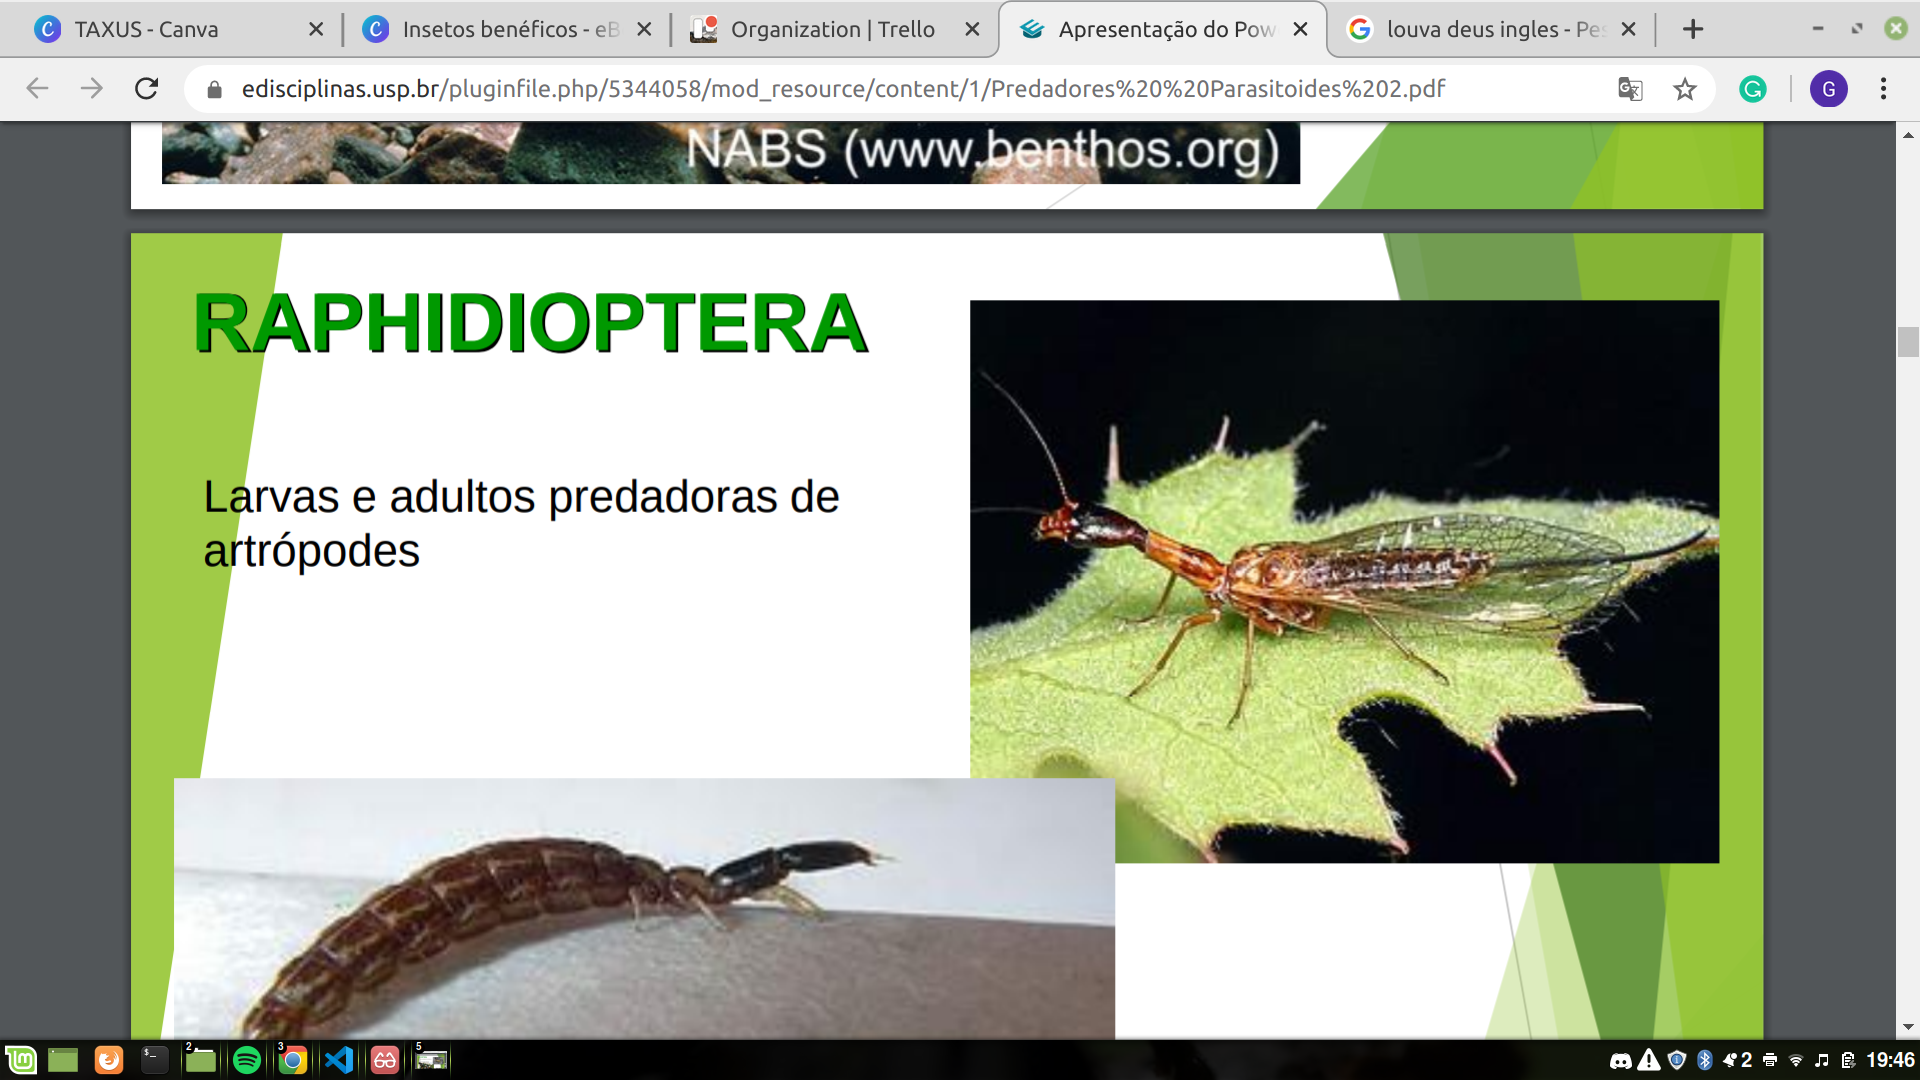 TAXUS - Canva
Insetos benéficos - eB
Organization | Trello
Apresentação do Pow
louva deus ingles - Pes
edisciplinas.usp.br/pluginfile.php/5344058/mod_resource/content/1/Predadores%20%20Parasitoides%202.pdf
G
NABS (www.benthos.org)
RAPHIDIOPTERA
Larvas e adultos predadoras de
artrópodes
2
3
5
2
19:46